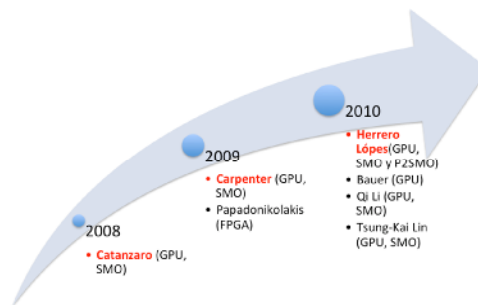 2008
• Catanzaro (GPU,
SMO)
2009
• Carpenter (GPU,
SMO)
• Papadonikolakis
(FPGA)
2010
• Herrero
Lópes(GPU,
SMO y P2SMO)
• Bauer (GPU)
• Qi Li (GPU,
SMO)
• Tsung-Kai Lin
(GPU, SMO)